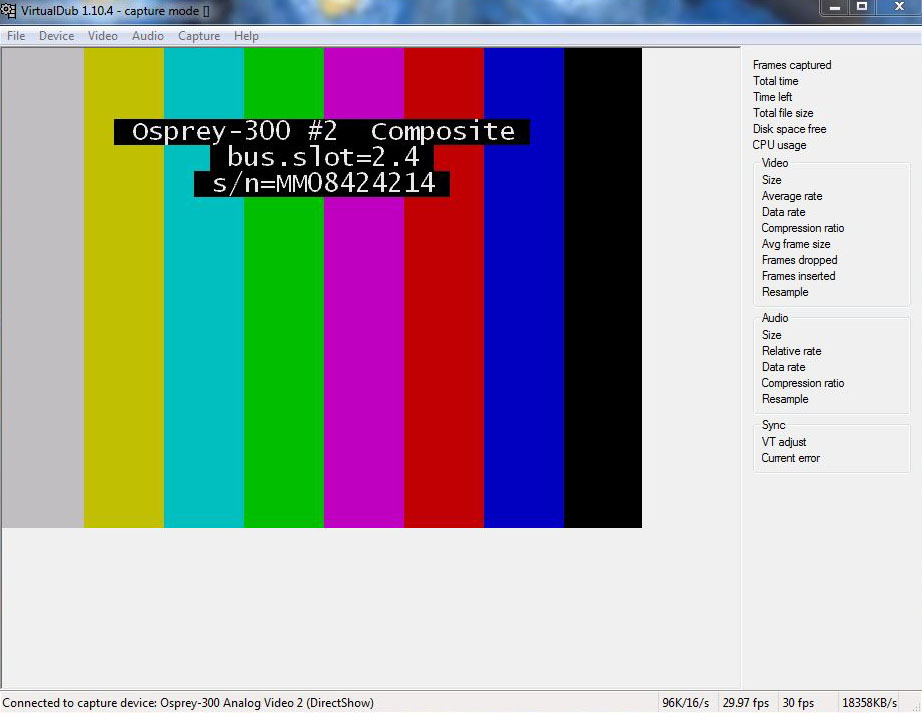 VirtualDub 1.10.4 - capture mode []
File Device Video Audio Capture Help
Osprey-300 #2 Composite
bus.slot=2.4
s/n=MM08424214
Frames captured
Total time
Time left
Total file size
Disk space free
CPU usage
Video
Size
Average rate
Data rate
Compression ratio
Avg frame size
Frames dropped
Frames inserted
Resample
Audio
Size
Relative rate
Data rate
Compression ratio
Resample
Sync
VT adjust
Current error
Connected to capture device: Osprey-300 Analog Video 2 (DirectShow) 96K/16/s 29.97 fps 30 fps 18358KB/s